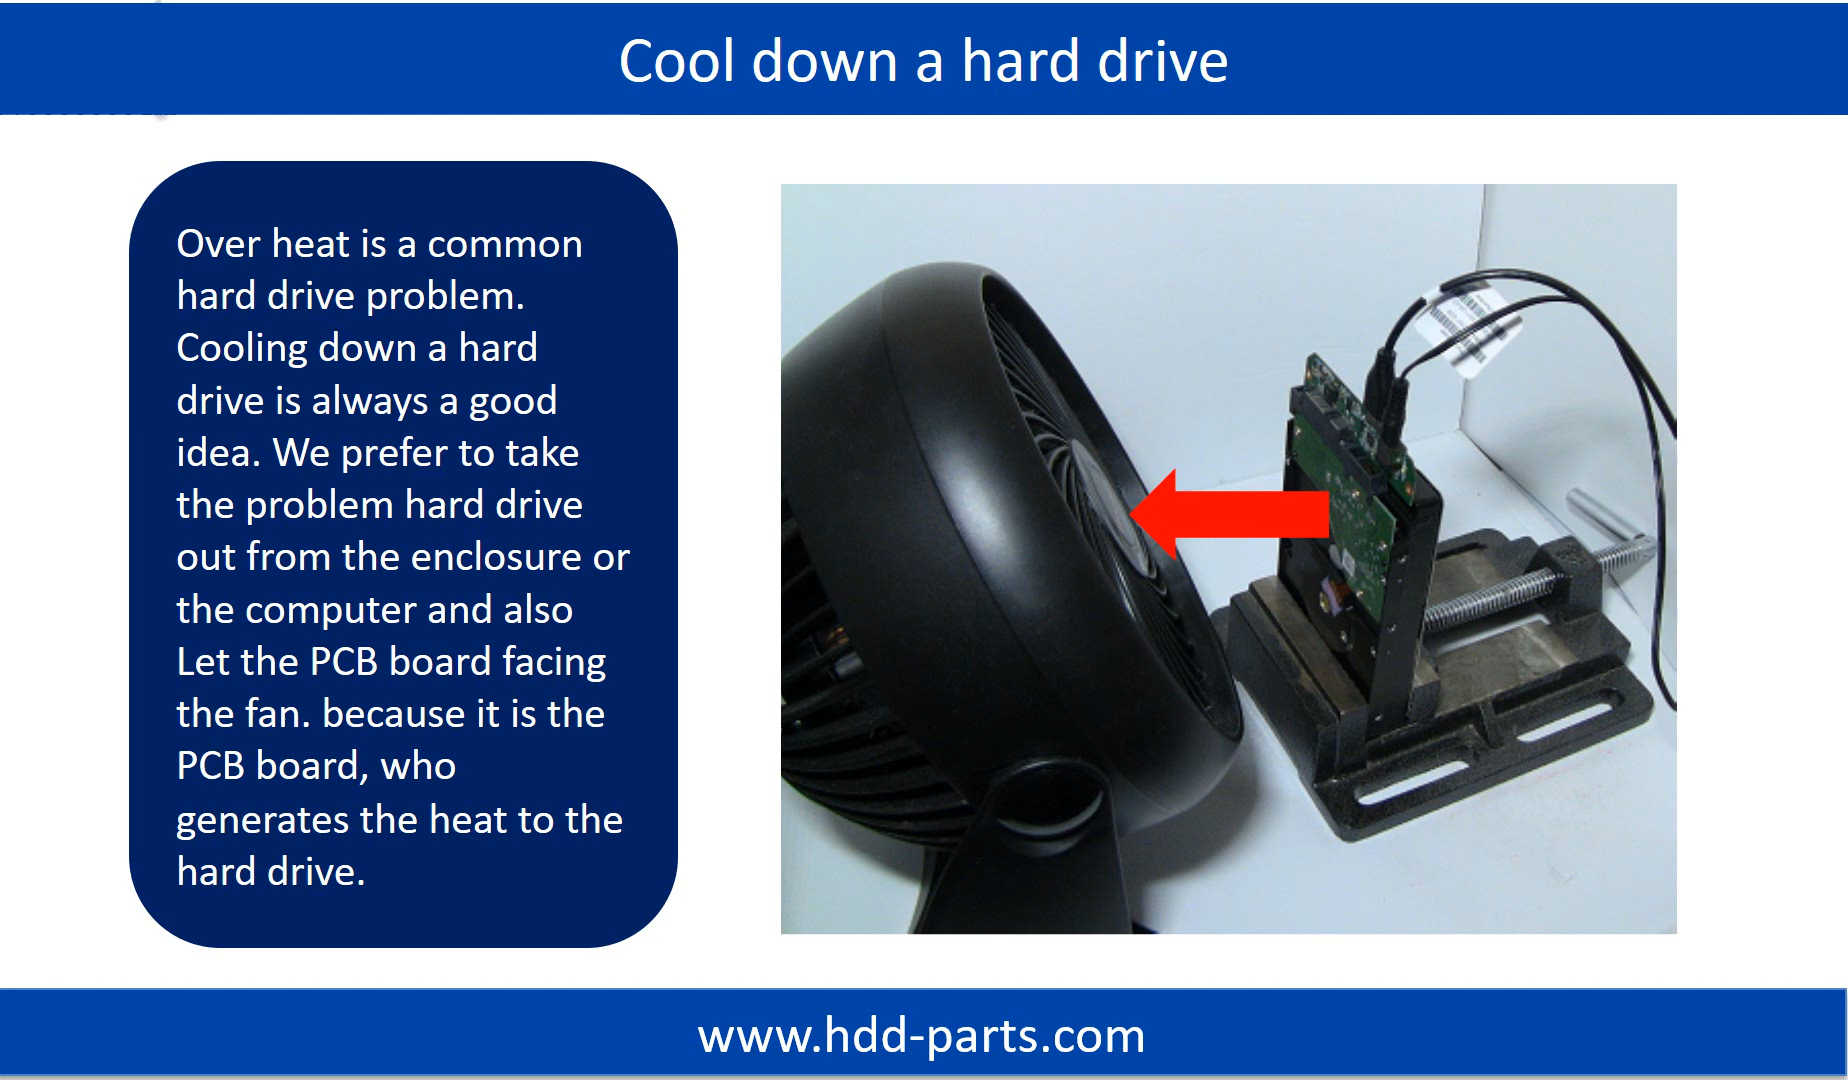 Cool down a hard drive
Over heat is a common
hard drive problem.
Cooling down a hard
drive is always a good
idea. We prefer to take
the problem hard drive
out from the enclosure or
the computer and also
Let the PCB board facing
the fan. because it is the
PCB board, who
generates the heat to the
hard drive.
www.hdd-parts.com